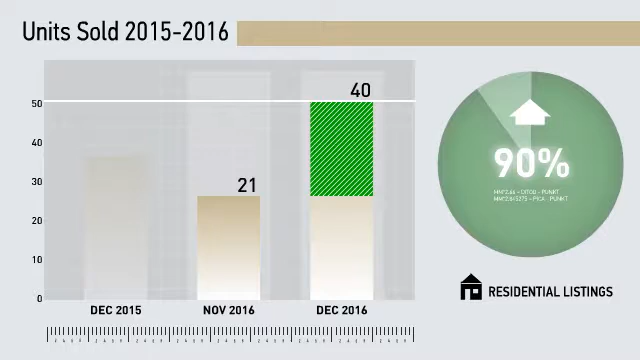 Units Sold 2015-2016
50
40
30
20
10
0
21
40
DEC 2015
NOV 2016
DEC 2016
90%
RESIDENTIAL LISTINGS